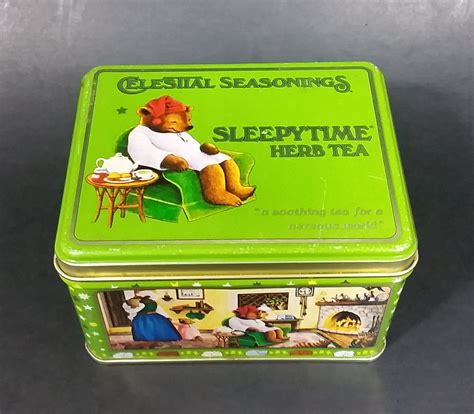 CELESTIAL SEASONINGS
SLEEPYTIME®
HERB TEA
"a soothing tea for a
nervous world"